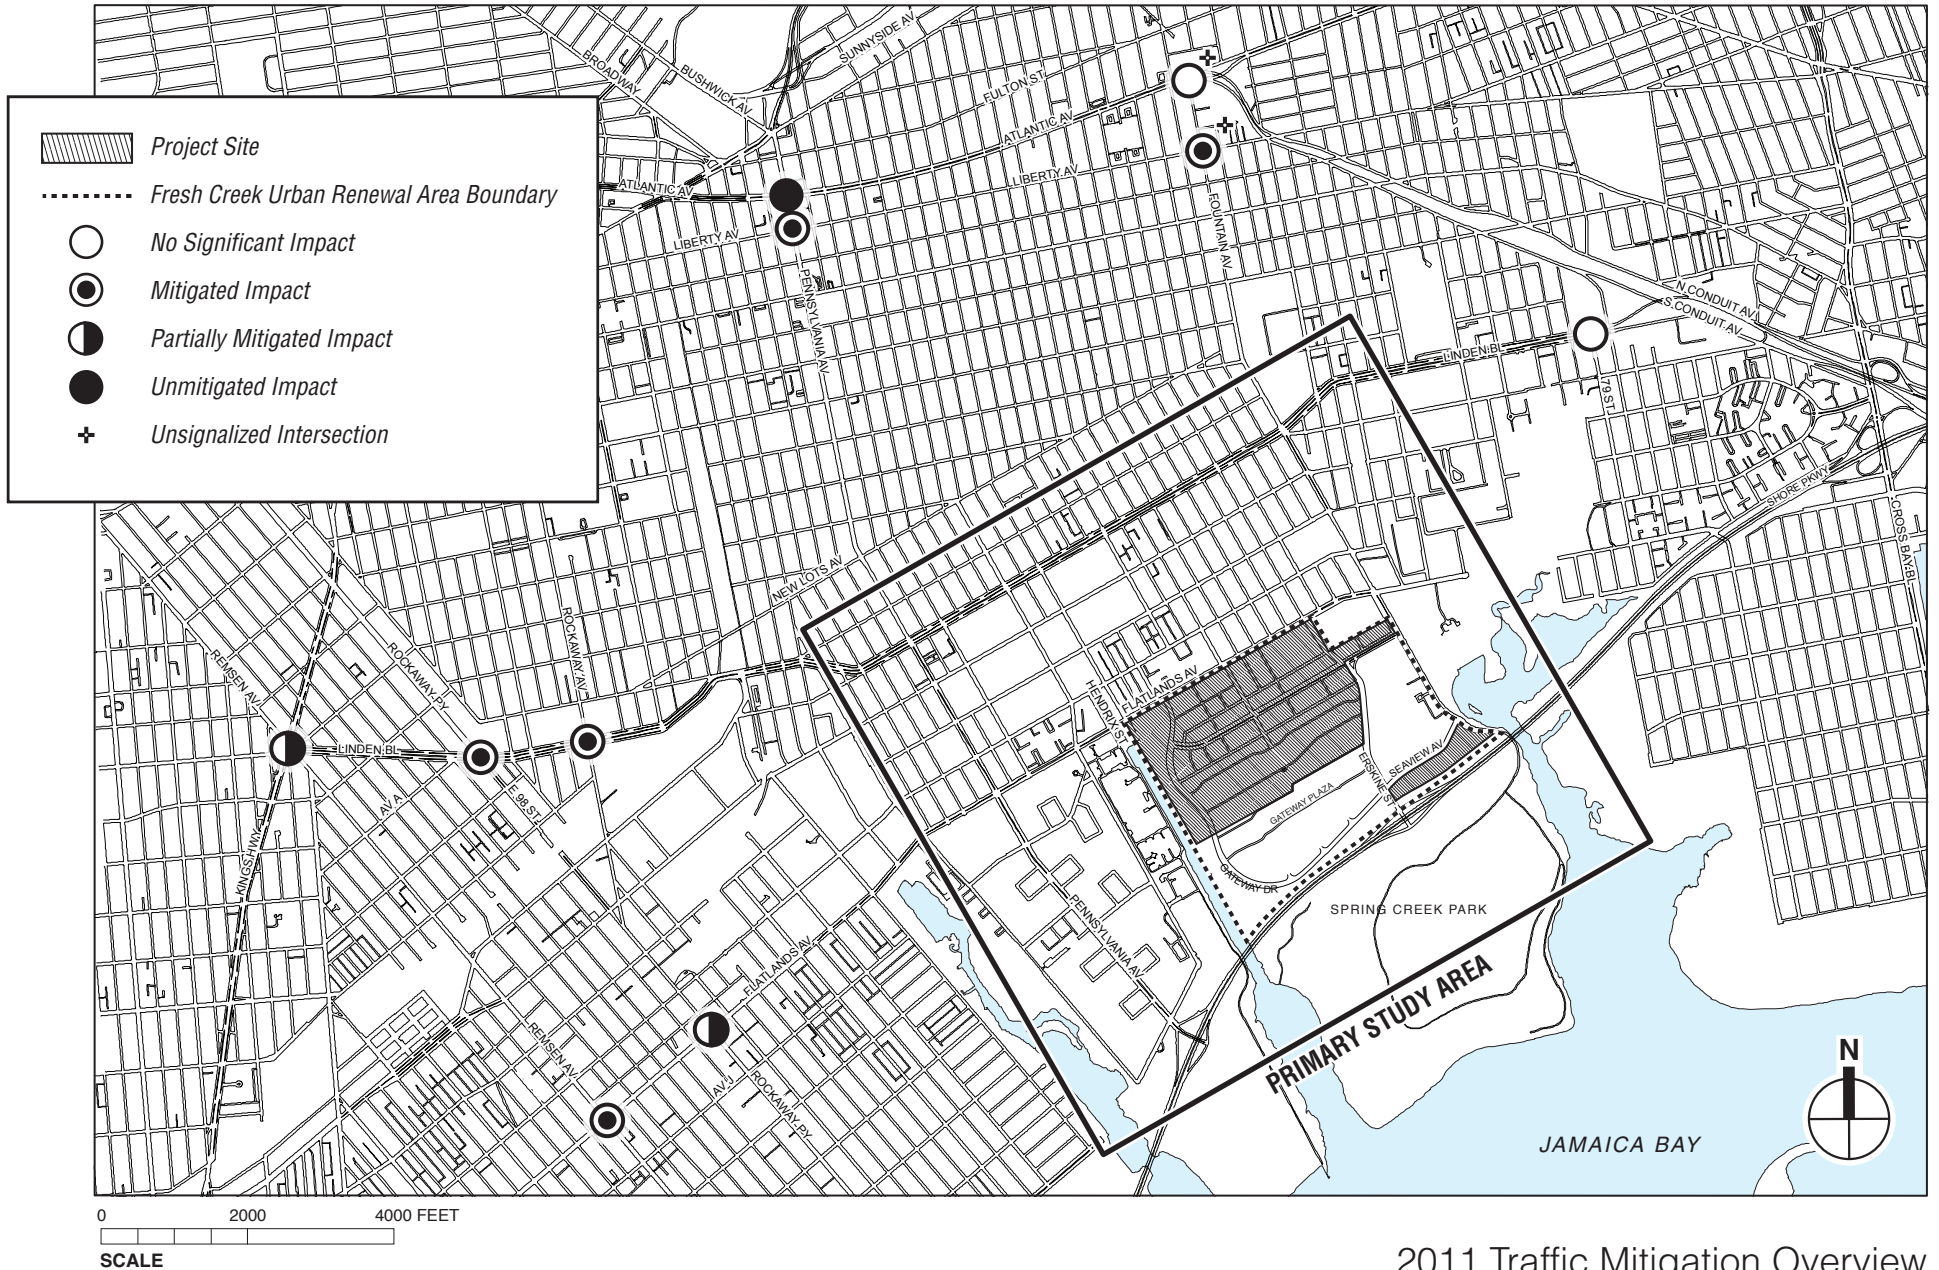 Project Site
Fresh Creek Urban Renewal Area Boundary
No Significant Impact
Mitigated Impact
Partially Mitigated Impact
Unmitigated Impact
Unsignalized Intersection
SUNNYSIDE AV
BROADWAY
BUSHWICK AV
FULTON ST
ATLANTIC AV
ATLANTIC AV
LIBERTY AV
LIBERTY AV
FOUNTAIN AV
PENNSYLVANIA AV
N CONDUIT AV
S CONDUIT AV
LINDEN BL
79 ST
SHORE PKWY
CROSS BAY BL
NEW LOTS AV
ROCKAWAY AV
ROCKAWAY PY
REMSEN AV
LINDEN BL
AV A
E 98 ST
KINGS HWY
HENDRIX ST
FLATLANDS AV
ERSKINE S
SEAVIEW AV
GATEWAY PLAZA
GATEWAY DR
SPRING CREEK PARK
PENNSYLVANIA AV
FLATLANDS AV
REMSEN AV
AV J
ROCKAWAY PY
PRIMARY STUDY AREA
JAMAICA BAY
N
0 2000 4000 FEET
SCALE
2011 Traffic Mitigation Overview